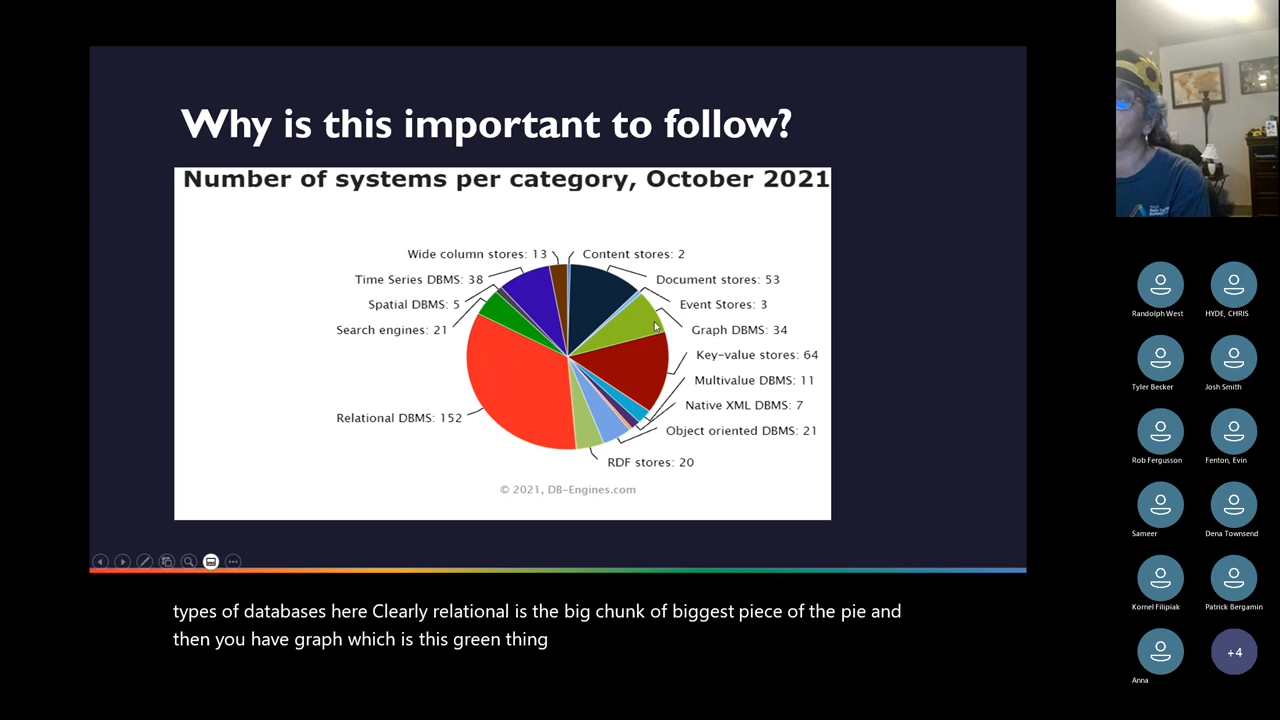 Why is this important to follow?
Number of systems per category, October 2021
Wide column stores: 13
Content stores: 2
Time Series DBMS: 38
Document stores: 53
Spatial DBMS: 5
Event Stores: 3
Search engines: 21
Graph DBMS: 34
Key-value stores: 64
Multivalue DBMS: 11
Native XML DBMS: 7
Relational DBMS: 152
Object oriented DBMS: 21
RDF stores: 20
© 2021, DB-Engines.com
types of databases here Clearly relational is the big chunk of biggest piece of the pie and
then you have graph which is this green thing
Randolph West
HYDE, CHRIS
Tyler Becker
Josh Smith
Rob Fergusson
Fenton, Evin
Sameer
Dena Townsend
Kornel Filipiak
Patrick Bergamin
Anna
+4